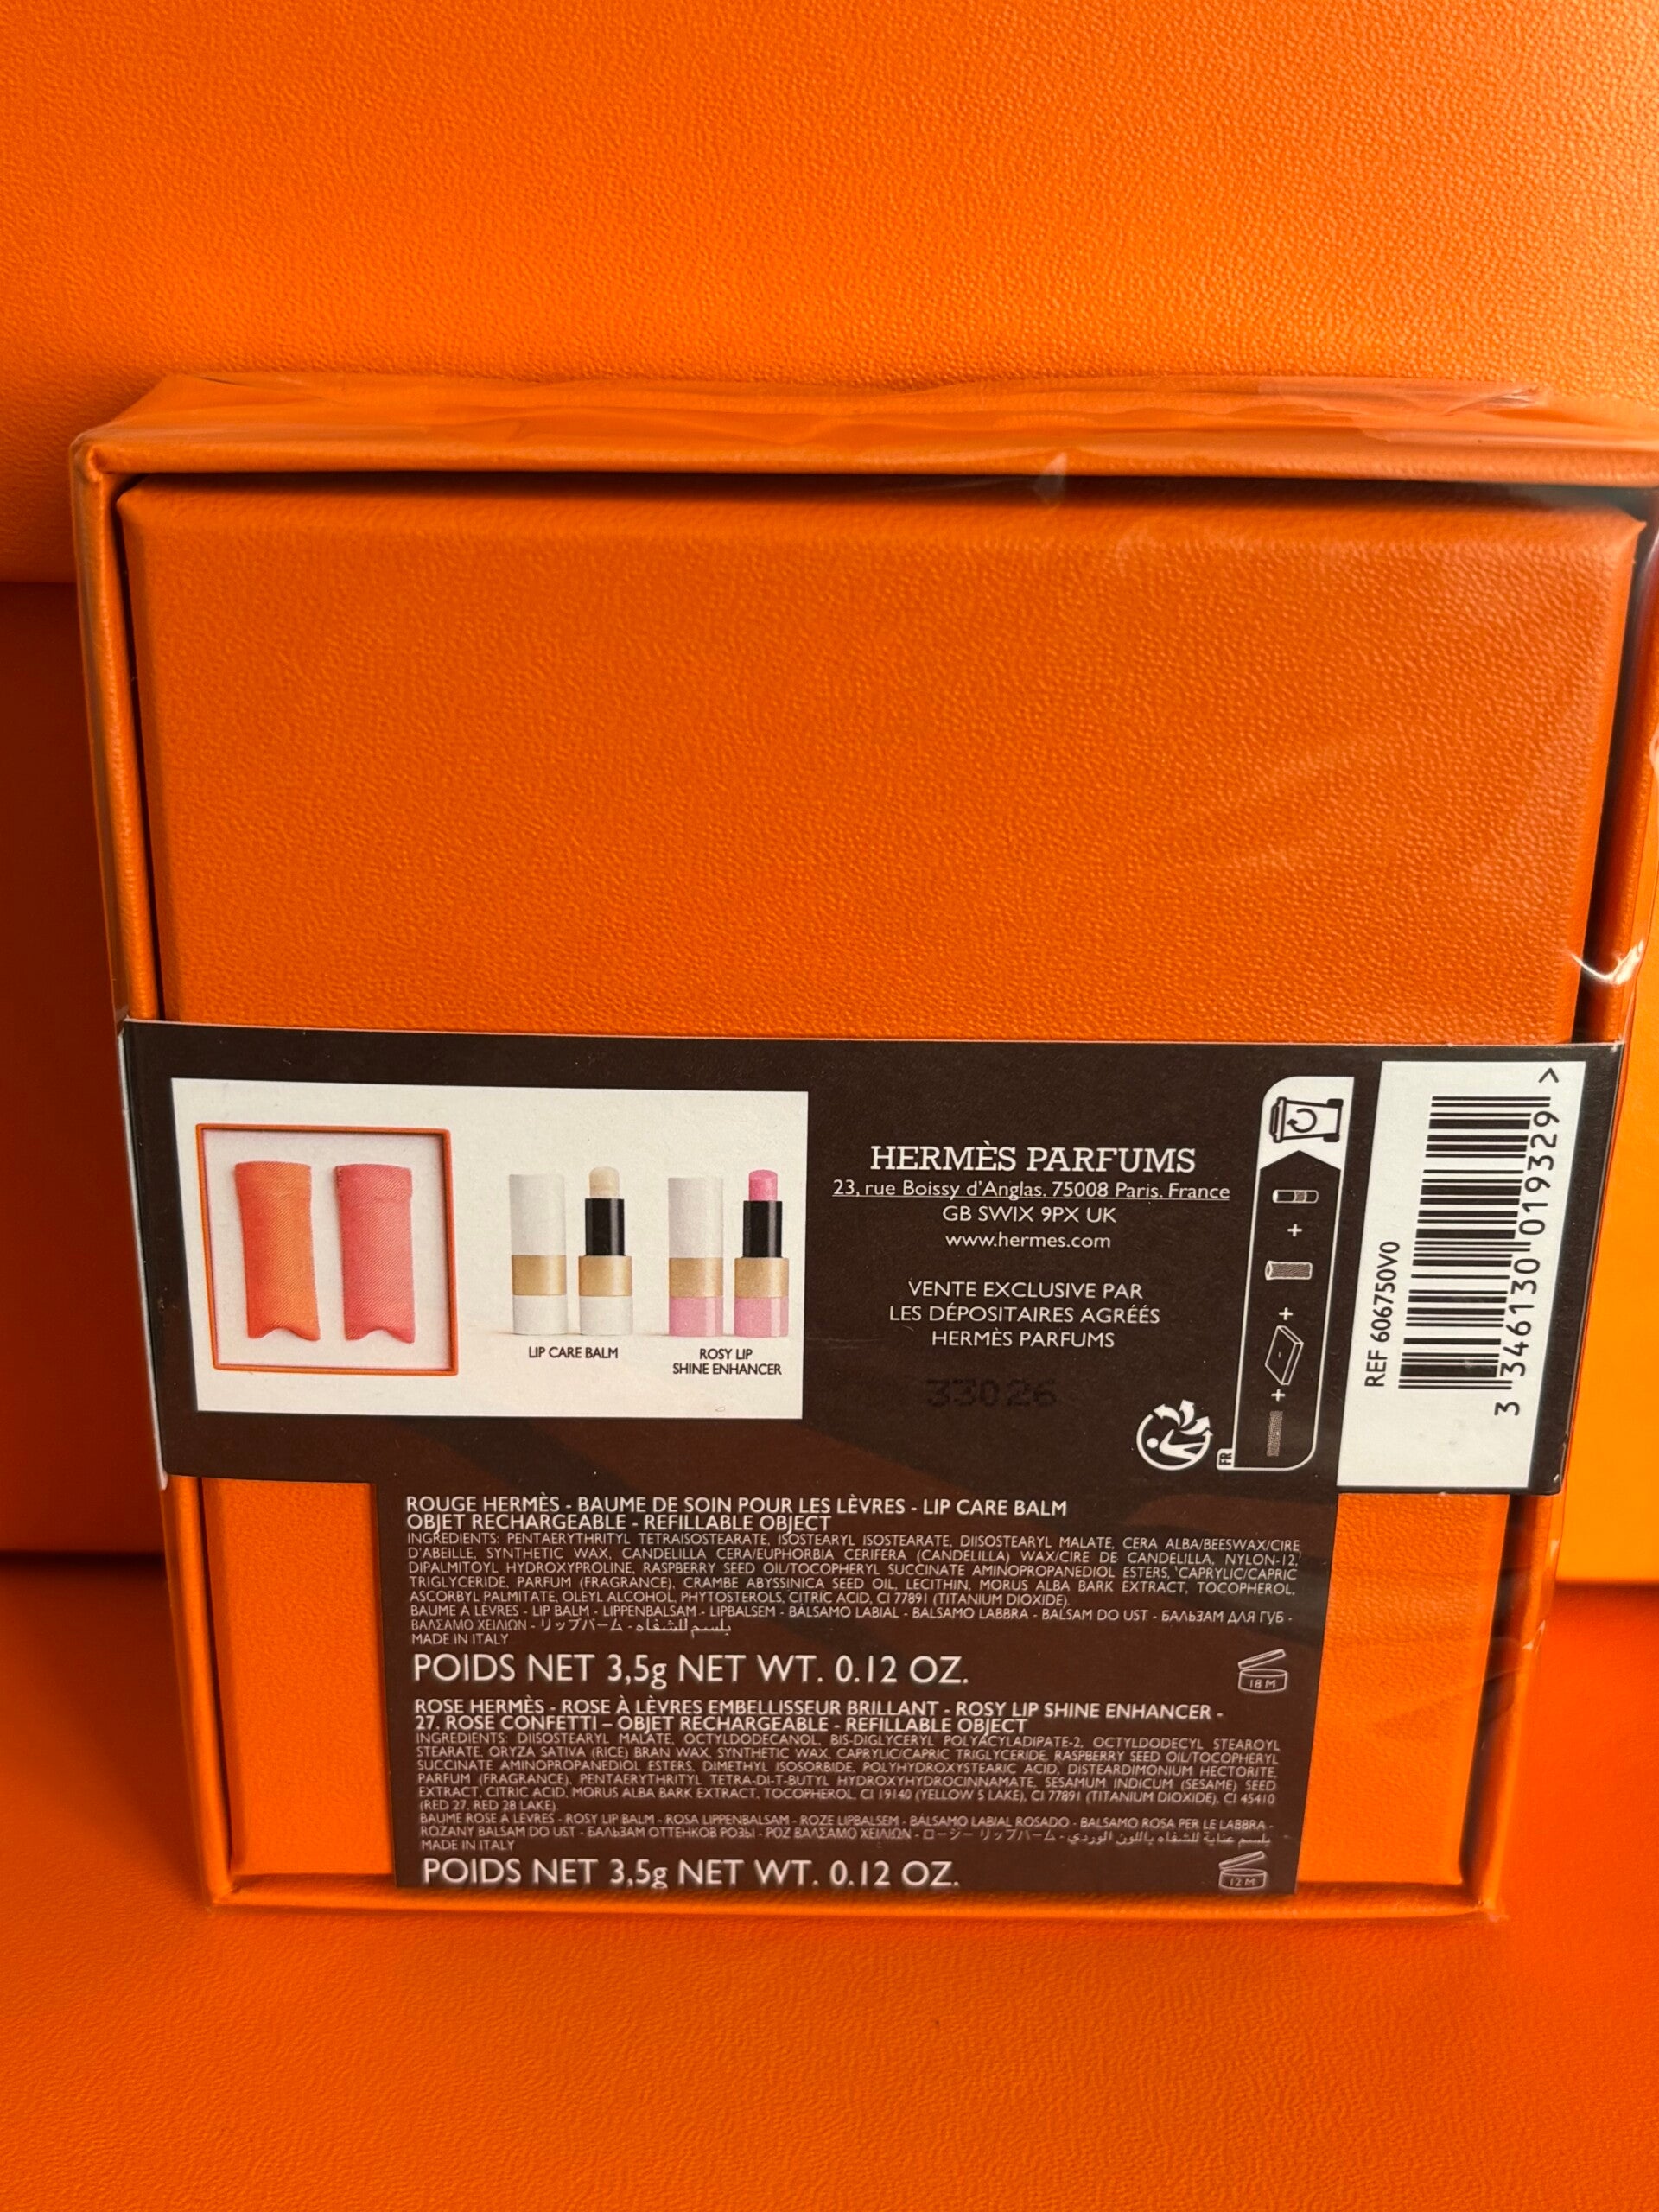 LIP CARE BALM
ROSY LIP
SHINE ENHANCER
HERMÈS PARFUMS
23, rue Boissy d'Anglas. 75008 Paris. France
GB SW1X 9PX UK
www.hermes.com
VENTE EXCLUSIVE PAR
LES DÉPOSITAIRES AGRÉÉS
HERMÈS PARFUMS
33026
FR
+
+
+
REF 606750V0
3 346130 019329 >
ROUGE HERMÈS - BAUME DE SOIN POUR LES LÈVRES - LIP CARE BALM
OBJET RECHARGEABLE - REFILLABLE OBJECT
INGRÉDIENTS: PENTAERYTHRITYL TETRAISOSTEARATE, ISOSTEARYL ISOSTEARATE, DIISOSTEARYL MALATE, CERA ALBA/BEESWAX/CIRE
D'ABEILLE, SYNTHETIC WAX, CANDELILLA CERA/EUPHORBIA CERIFERA (CANDELILLA) WAX/CIRE DE CANDELILLA, NYLON-12,
DIPALMITOYL HYDROXYPROLINE, RASPBERRY SEED OIL/TOCOPHERYL SUCCINATE AMINOPROPANEDIOL ESTERS, CAPRYLIC/CAPRIC
TRIGLYCERIDE, PARFUM (FRAGRANCE), CRAMBE ABYSSINICA SEED OIL, LECITHIN, MORUS ALBA BARK EXTRACT, TOCOPHEROL,
ASCORBYL PALMITATE, OLEYL ALCOHOL, PHYTOSTEROLS, CITRIC ACID, CI 77891 (TITANIUM DIOXIDE).
BAUME À LÈVRES - LIP BALM - LIPPENBALSAM - LIPBALSEM - BÁLSAMO LABIAL - BALSAMO LABBRA - BALSAM DO UST - БАЛЬЗАМ ДЛЯ ГУБ -
ΒΑΛΣΑΜΟ ΧΕΙΛΙΩΝ - リップバーム - بلسم للشفاه
MADE IN ITALY
POIDS NET 3,5g NET WT. 0.12 OZ.
18 M
ROSE HERMÈS - ROSE À LÈVRES EMBELLISSEUR BRILLANT - ROSY LIP SHINE ENHANCER -
27. ROSE CONFETTI – OBJET RECHARGEABLE - REFILLABLE OBJECT
INGREDIENTS: DIISOSTEARYL MALATE, OCTYLDODECANOL, BIS-DIGLYCERYL POLYACYLADIPATE-2, OCTYLDODECYL STEAROYL
STEARATE, ORYZA SATIVA (RICE) BRAN WAX, SYNTHETIC WAX, CAPRYLIC/CAPRIC TRIGLYCERIDE, RASPBERRY SEED OIL/TOCOPHERYL
SUCCINATE AMINOPROPANEDIOL ESTERS, DIMETHYL ISOSORBIDE, POLYHYDROXYSTEARIC ACID, DISTEARDIMONIUM HECTORITE,
PARFUM (FRAGRANCE), PENTAERYTHRITYL TETRA-DI-T-BUTYL HYDROXYHYDROCINNAMATE, SESAMUM INDICUM (SESAME) SEED
EXTRACT, CITRIC ACID, MORUS ALBA BARK EXTRACT, TOCOPHEROL, CI 19140 (YELLOW 5 LAKE), CI 77891 (TITANIUM DIOXIDE), CI 45410
(RED 27, RED 28 LAKE).
BAUME ROSE À LÈVRES - ROSY LIP BALM - ROSA LIPPENBALSAM - ROZE LIPBALSEM - BÁLSAMO LABIAL ROSADO - BALSAMO ROSA PER LE LABBRA -
RÓŻANY BALSAM DO UST - БАЛЬЗАМ ОТТЕНКОВ РОЗЫ - ΡΟΖ ΒΑΛΣΑΜΟ ΧΕΙΛΙΩΝ - ロージー リップバーム - بلسم عناية للشفاه باللون الوردي
MADE IN ITALY
POIDS NET 3,5g NET WT. 0.12 OZ.
12 M